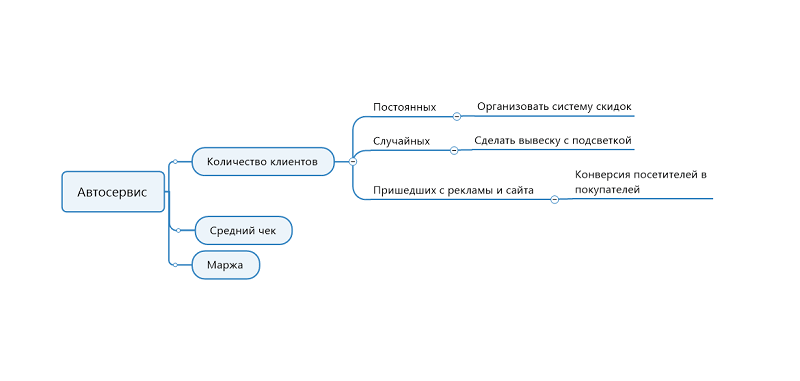 Автосервис
Количество клиентов
Постоянных
Организовать систему скидок
Случайных
Сделать вывеску с подсветкой
Пришедших с рекламы и сайта
Конверсия посетителей в
покупателей
Средний чек
Маржа